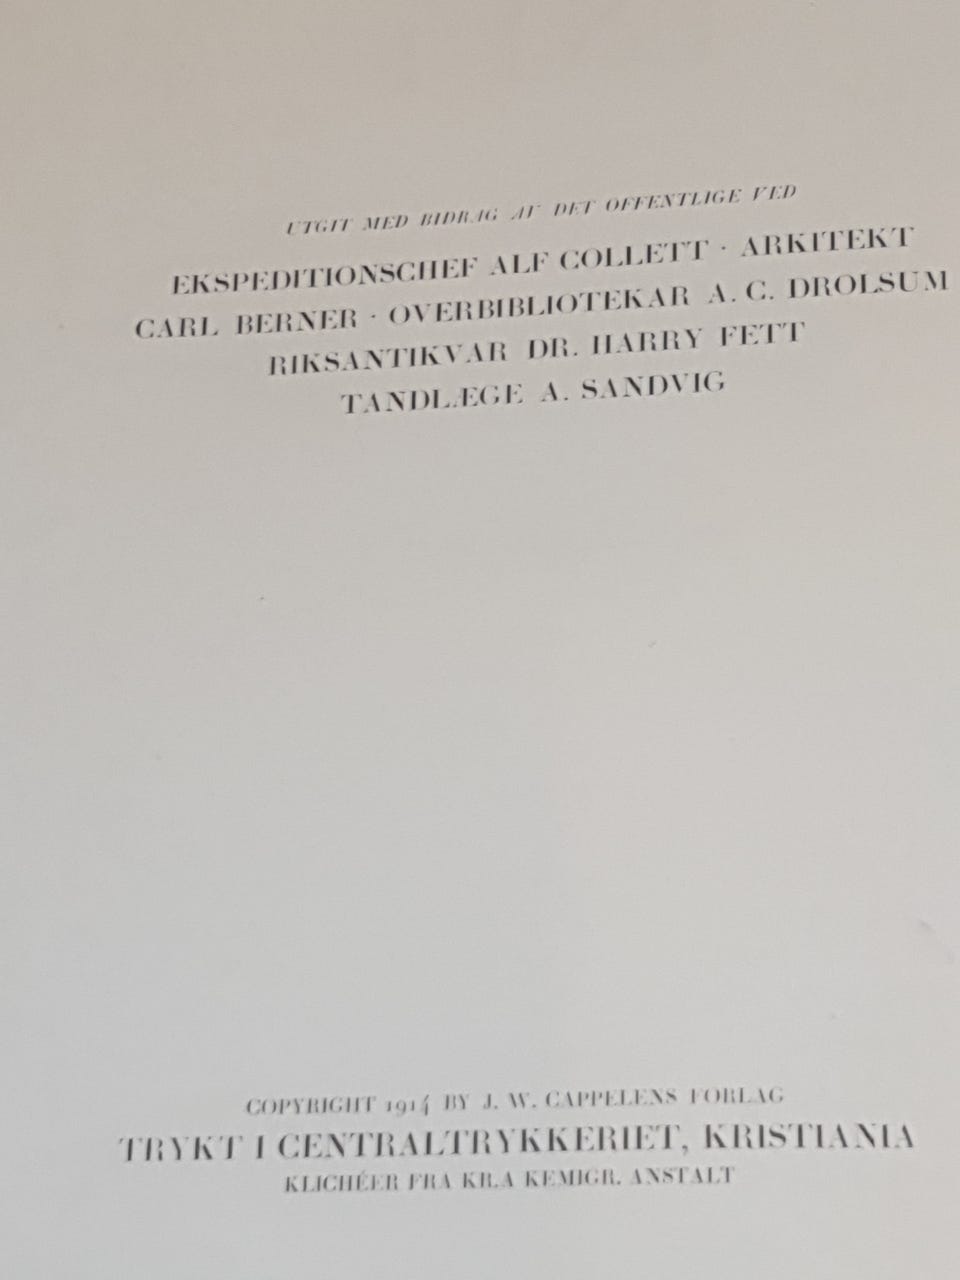 UTGIT MED BIDRAG AV DET OFFENTLIGE VED
EKSPEDITIONSCHEF ALF COLLETT · ARKITEKT
CARL BERNER · OVERBIBLIOTEKAR A. C. DROLSUM
RIKSANTIKVAR DR. HARRY FETT
TANDLÆGE A. SANDVIG
COPYRIGHT 1914 BY J. W. CAPPELENS FORLAG
TRYKT I CENTRALTRYKKERIET, KRISTIANIA
KLICHÉER FRA KR.A KEMIGR. ANSTALT